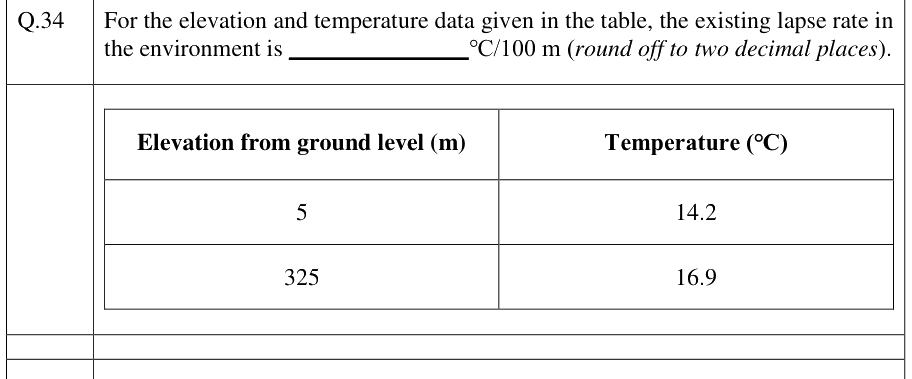 Q.34
For the elevation and temperature data given in the table, the existing lapse rate in
the environment is _______________ °C/100 m (round off to two decimal places).
Elevation from ground level (m) Temperature (°C)
5 14.2
325 16.9